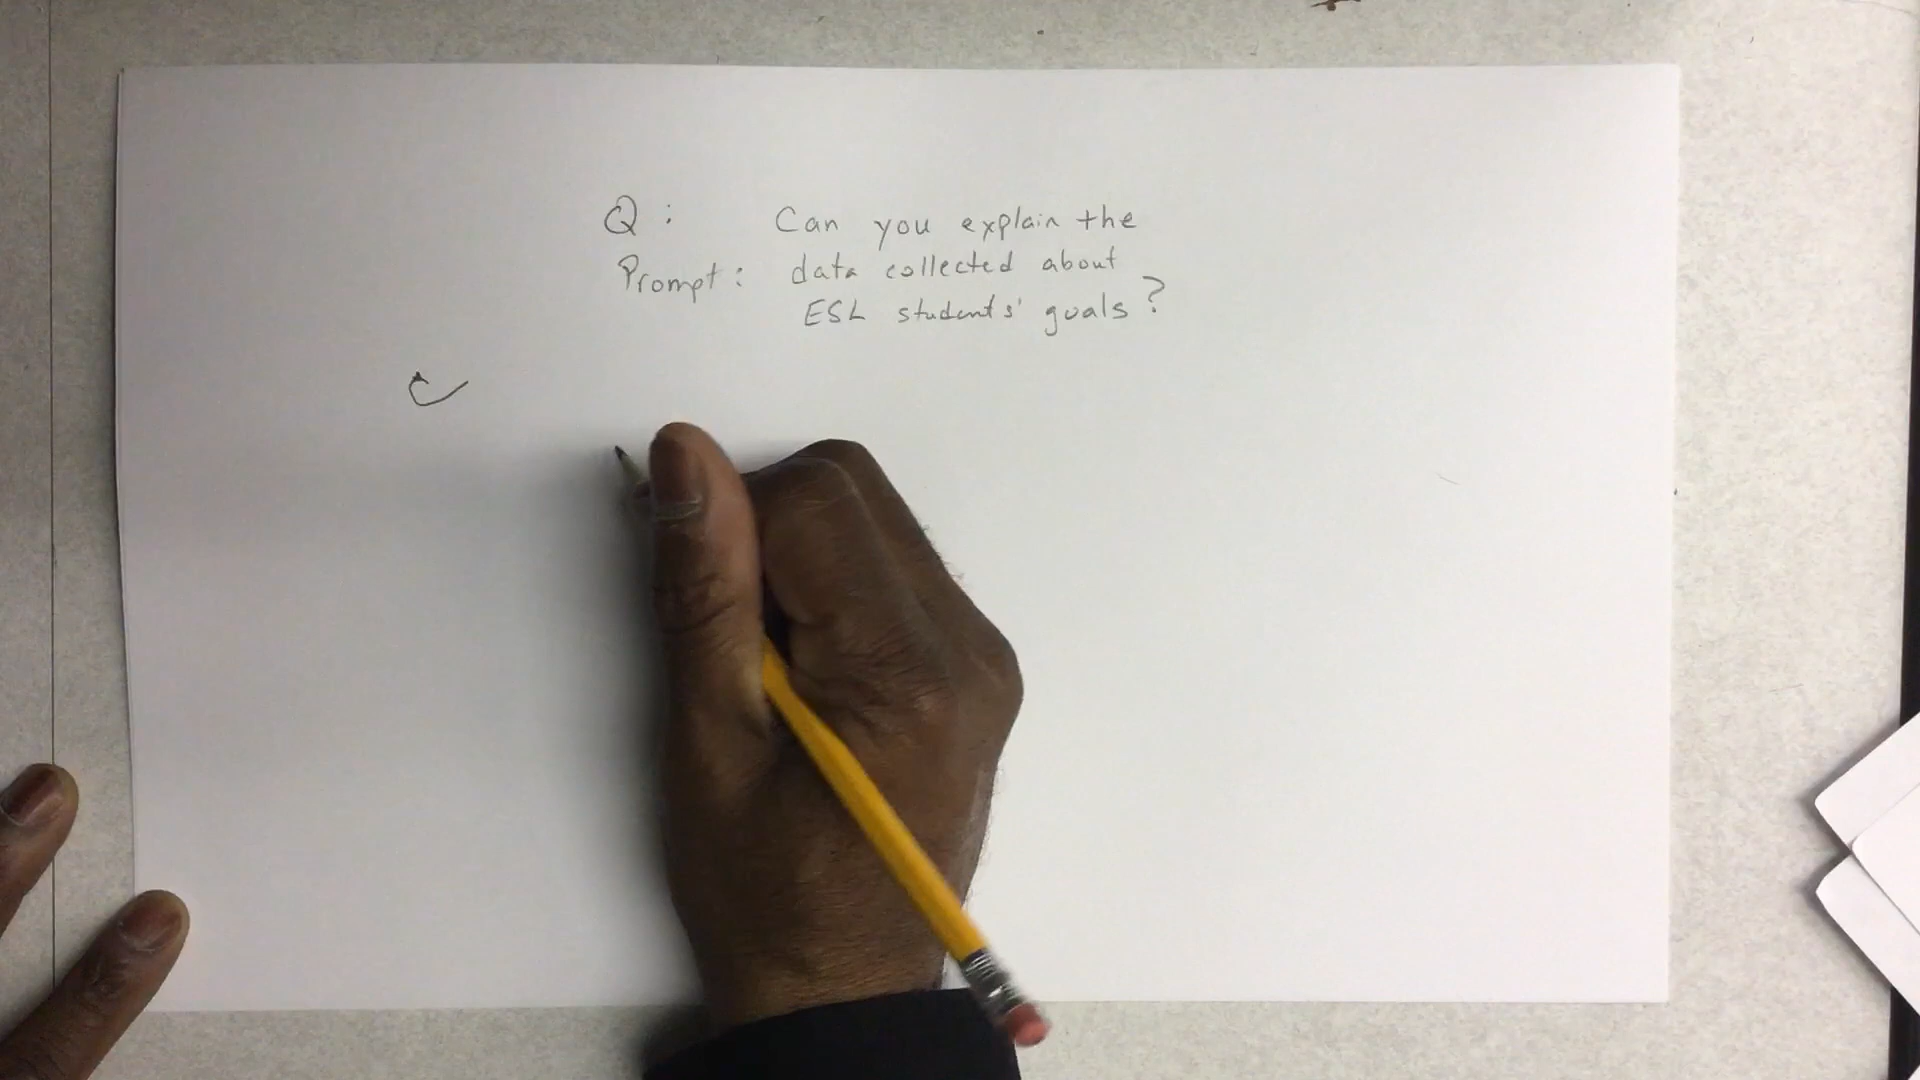 Q: Can you explain the
Prompt: data collected about
ESL students' goals?